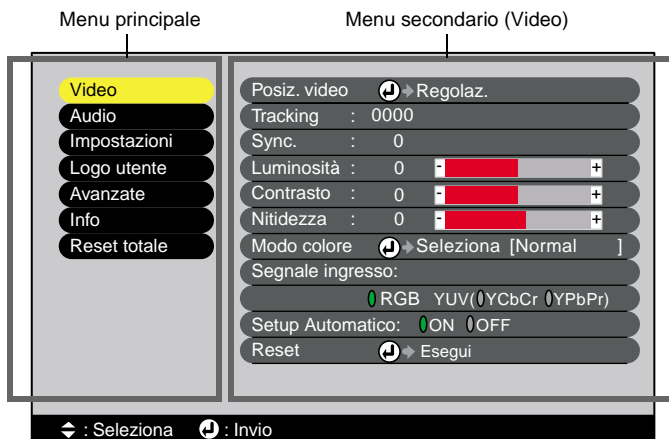 Menu principale
Menu secondario (Video)
Video
Audio
Impostazioni
Logo utente
Avanzate
Info
Reset totale
Posiz. video Regolaz.
Tracking : 0000
Sync. : 0
Luminosità : 0 - +
Contrasto : 0 - +
Nitidezza : 0 - +
Modo colore Seleziona [Normal ]
Segnale ingresso:
RGB YUV( YCbCr YPbPr)
Setup Automatico: ON OFF
Reset Esegui
: Seleziona : Invio